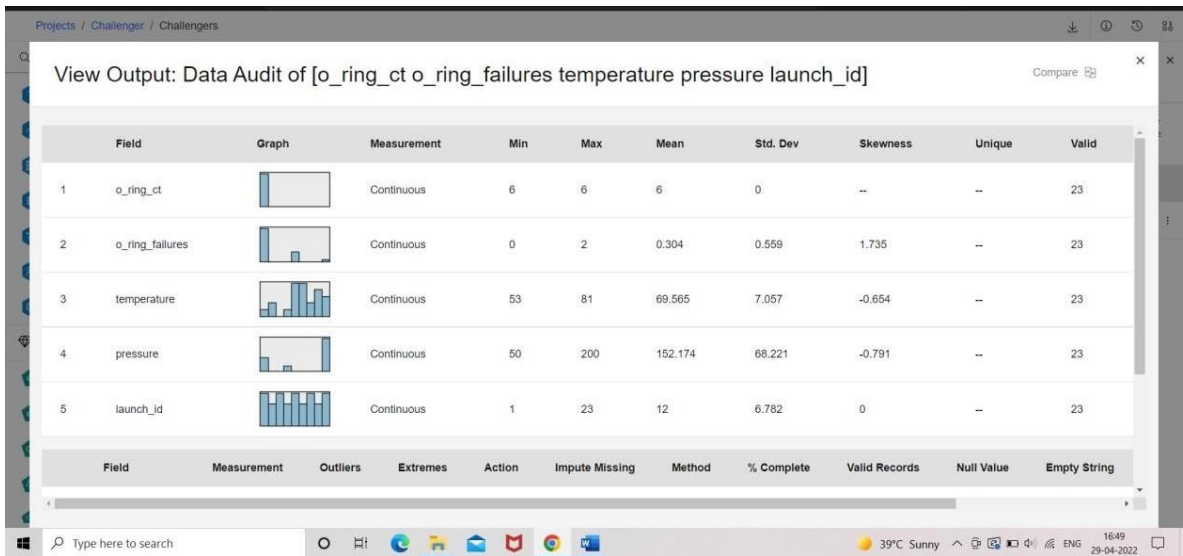 Projects / Challenger / Challengers
View Output: Data Audit of [o_ring_ct o_ring_failures temperature pressure launch_id]
Compare
Field Graph Measurement Min Max Mean Std. Dev Skewness Unique Valid
1 o_ring_ct Continuous 6 6 6 0 -- -- 23
2 o_ring_failures Continuous 0 2 0.304 0.559 1.735 -- 23
3 temperature Continuous 53 81 69.565 7.057 -0.654 -- 23
4 pressure Continuous 50 200 152.174 68.221 -0.791 -- 23
5 launch_id Continuous 1 23 12 6.782 0 -- 23
Field Measurement Outliers Extremes Action Impute Missing Method % Complete Valid Records Null Value Empty String
Type here to search
39°C Sunny
ENG
16:49
29-04-2022